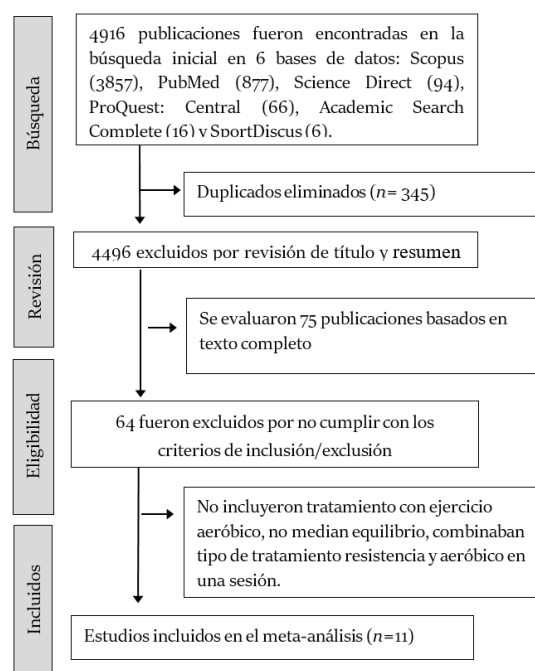 Búsqueda
4916 publicaciones fueron encontradas en la
búsqueda inicial en 6 bases de datos: Scopus
(3857), PubMed (877), Science Direct (94),
ProQuest: Central (66), Academic Search
Complete (16) y SportDiscus (6).
Duplicados eliminados (n= 345)
Revisión
4496 excluidos por revisión de título y resumen
Se evaluaron 75 publicaciones basados en
texto completo
Eligibilidad
64 fueron excluidos por no cumplir con los
criterios de inclusión/exclusión
No incluyeron tratamiento con ejercicio
aeróbico, no median equilibrio, combinaban
tipo de tratamiento resistencia y aeróbico en
una sesión.
Incluidos
Estudios incluidos en el meta-análisis (n=11)